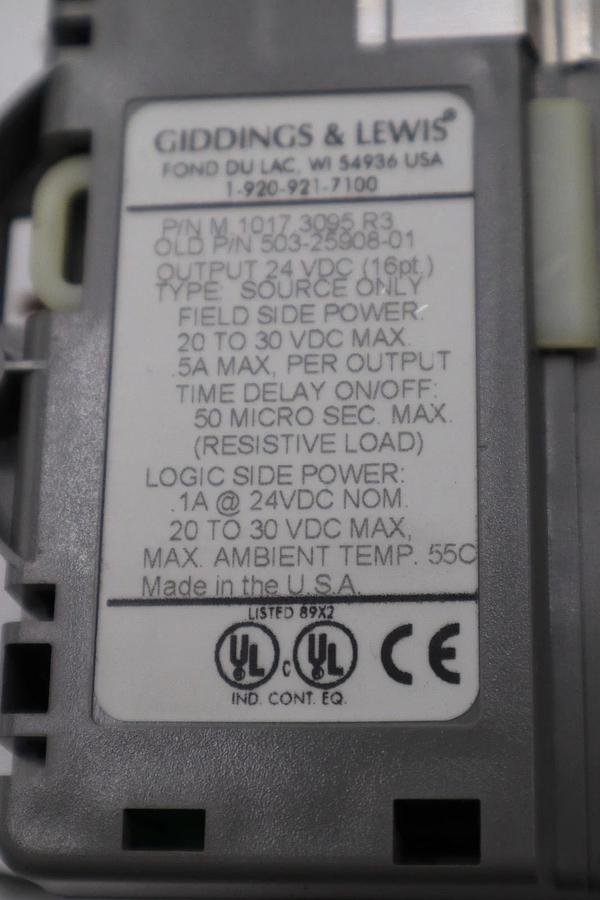 GIDDINGS & LEWIS®
FOND DU LAC, WI 54936 USA
1-920-921-7100
P/N M.1017.3095 R3
OLD P/N 503-25908-01
OUTPUT 24 VDC (16pt.)
TYPE: SOURCE ONLY
FIELD SIDE POWER:
20 TO 30 VDC MAX.
.5A MAX, PER OUTPUT
TIME DELAY ON/OFF:
50 MICRO SEC. MAX.
(RESISTIVE LOAD)
LOGIC SIDE POWER:
.1A @ 24VDC NOM.
20 TO 30 VDC MAX,
MAX. AMBIENT TEMP. 55C
Made in the U.S.A.
LISTED 89X2
UL C UL CE
IND. CONT. EQ.